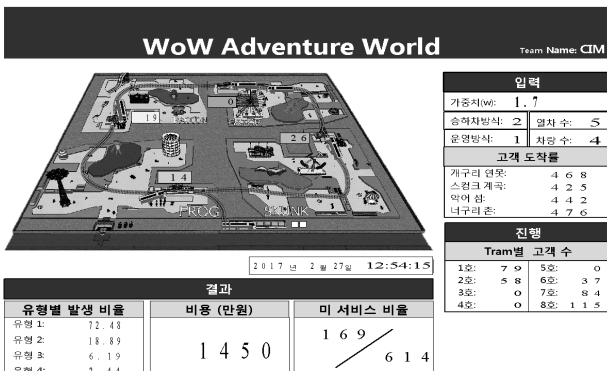 WoW Adventure World
Team Name: CIM
입력
가중치(w): 1.7
승하차방식: 2 열차 수: 5
운영방식: 1 차량 수: 4
고객 도착률
개구리 연못: 468
스컹크 계곡: 425
악어 섬: 442
너구리 존: 476
진행
Tram별 고객 수
1호: 79 5호: 0
2호: 58 6호: 37
3호: 0 7호: 84
4호: 0 8호: 115
19
0
26
14
FROG
SKUNK
2017 년 2 월 27일 12:54:15
결과
유형별 발생 비율
유형 1: 72.48
유형 2: 18.89
유형 3: 6.19
비용 (만원)
1450
미 서비스 비율
169
614